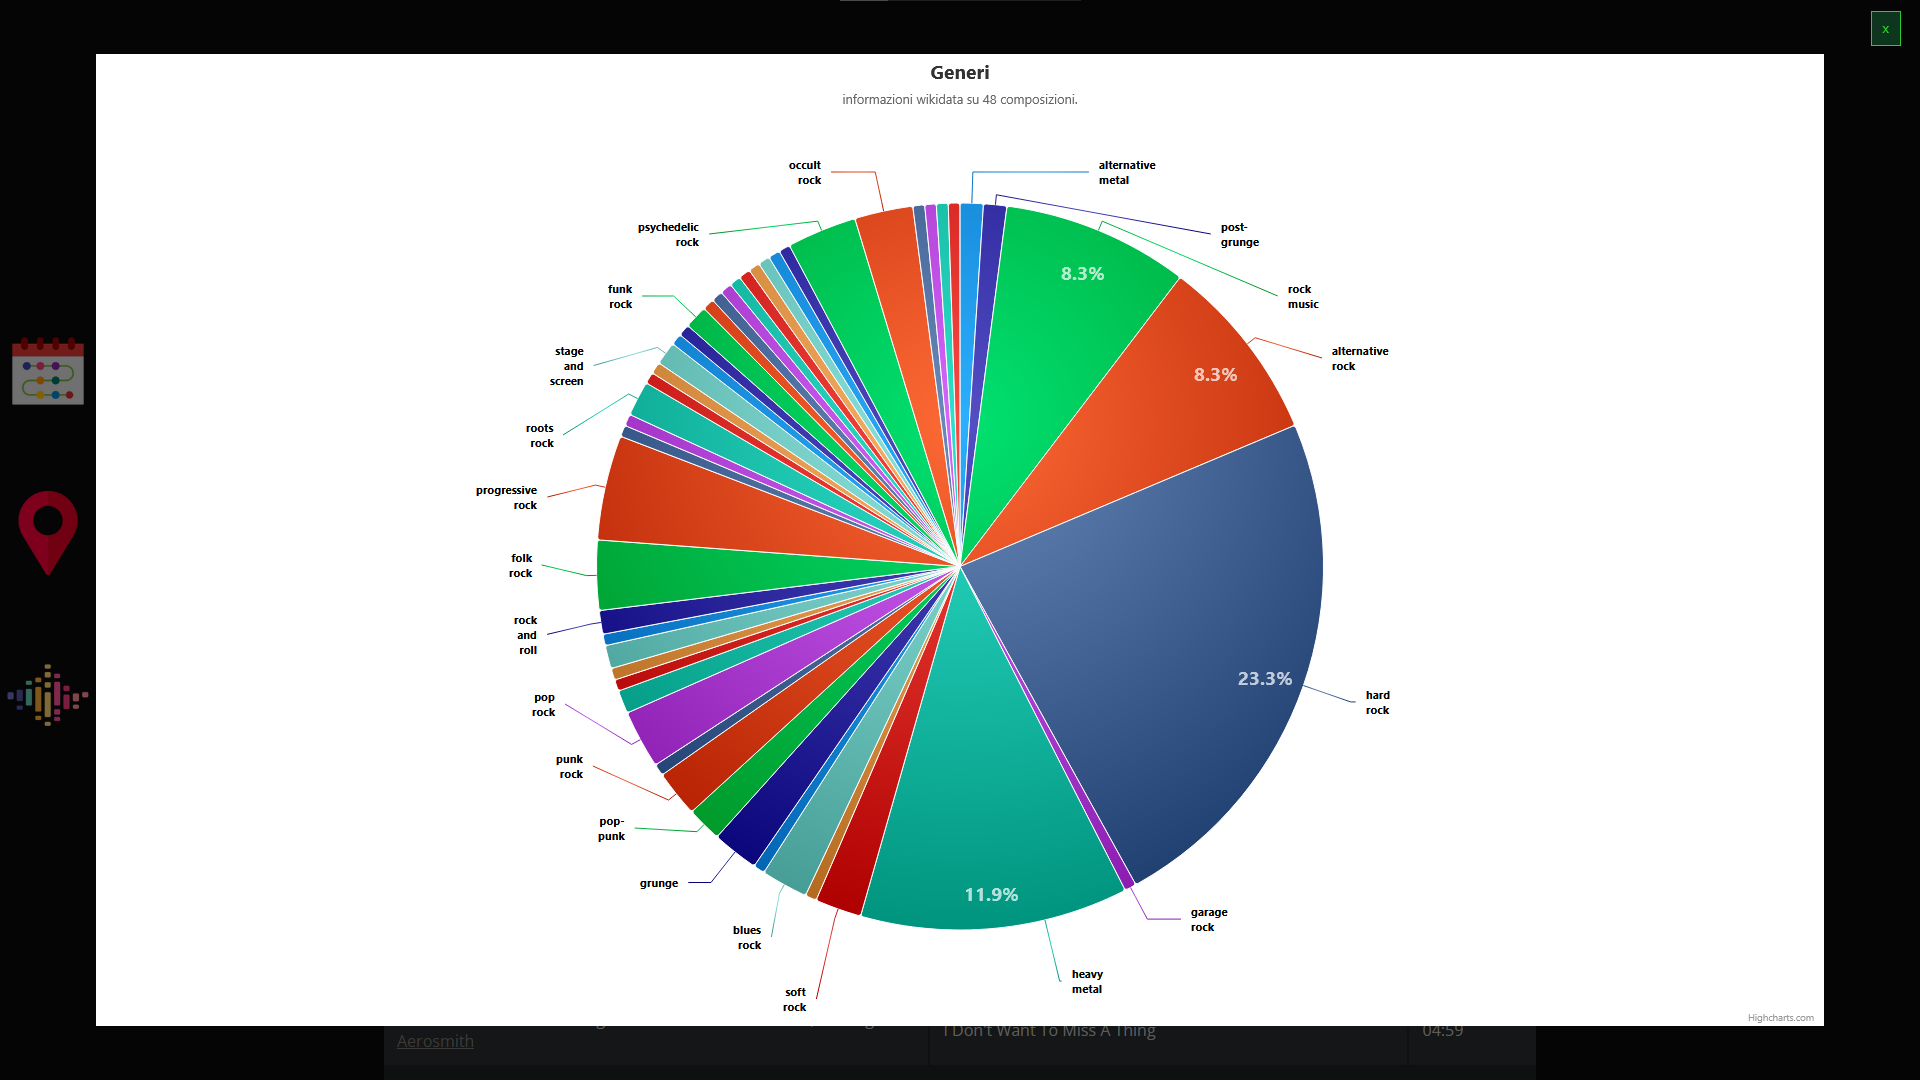 x
Generi
informazioni wikidata su 48 composizioni.
occult
rock
alternative
metal
psychedelic
rock
post-
grunge
8.3%
funk
rock
rock
music
stage
and
screen
alternative
rock
8.3%
roots
rock
progressive
rock
folk
rock
rock
and
roll
23.3%
hard
rock
pop
rock
punk
rock
pop-
punk
grunge
11.9%
garage
rock
blues
rock
heavy
metal
soft
rock
Highcharts.com
I Don't Want To Miss A Thing
04:59
Aerosmith